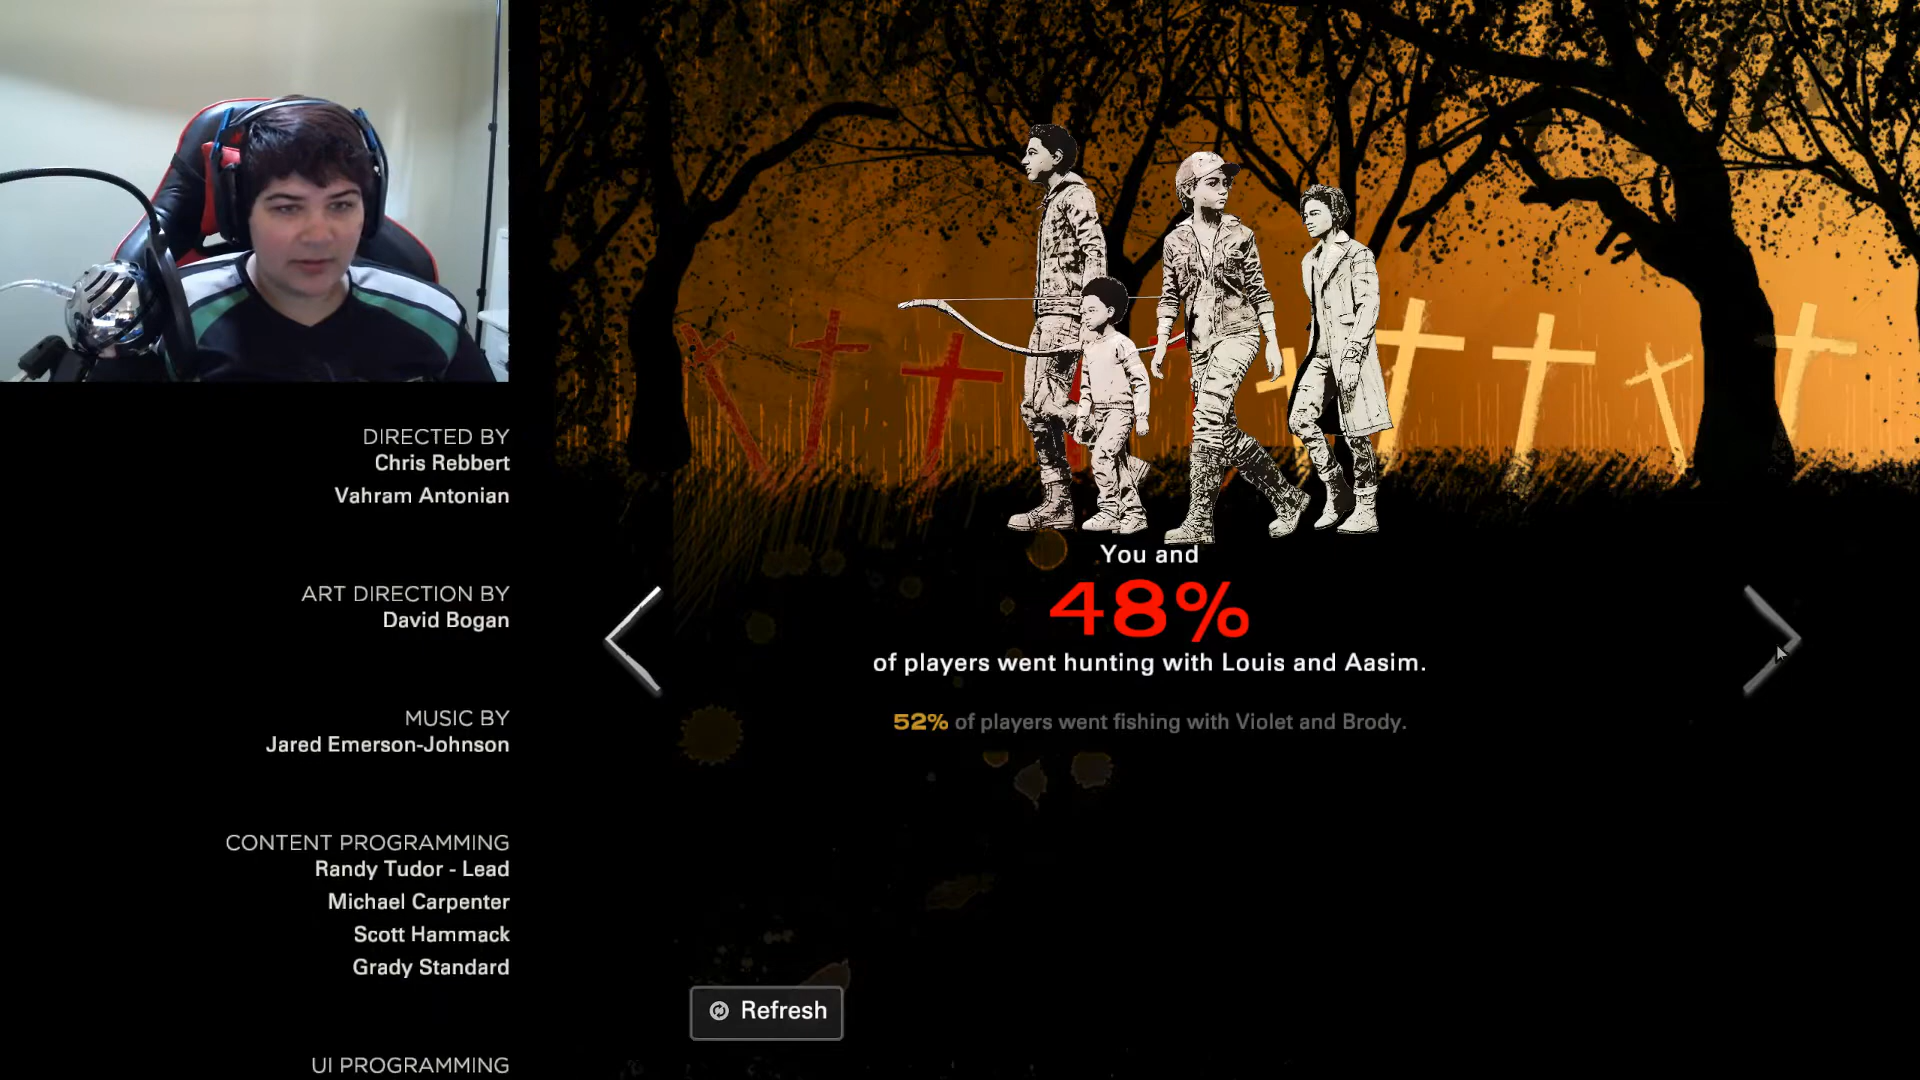 DIRECTED BY
Chris Rebbert
Vahram Antonian
ART DIRECTION BY
David Bogan
MUSIC BY
Jared Emerson-Johnson
CONTENT PROGRAMMING
Randy Tudor - Lead
Michael Carpenter
Scott Hammack
Grady Standard
UI PROGRAMMING
You and
48%
of players went hunting with Louis and Aasim.
52% of players went fishing with Violet and Brody.
Refresh